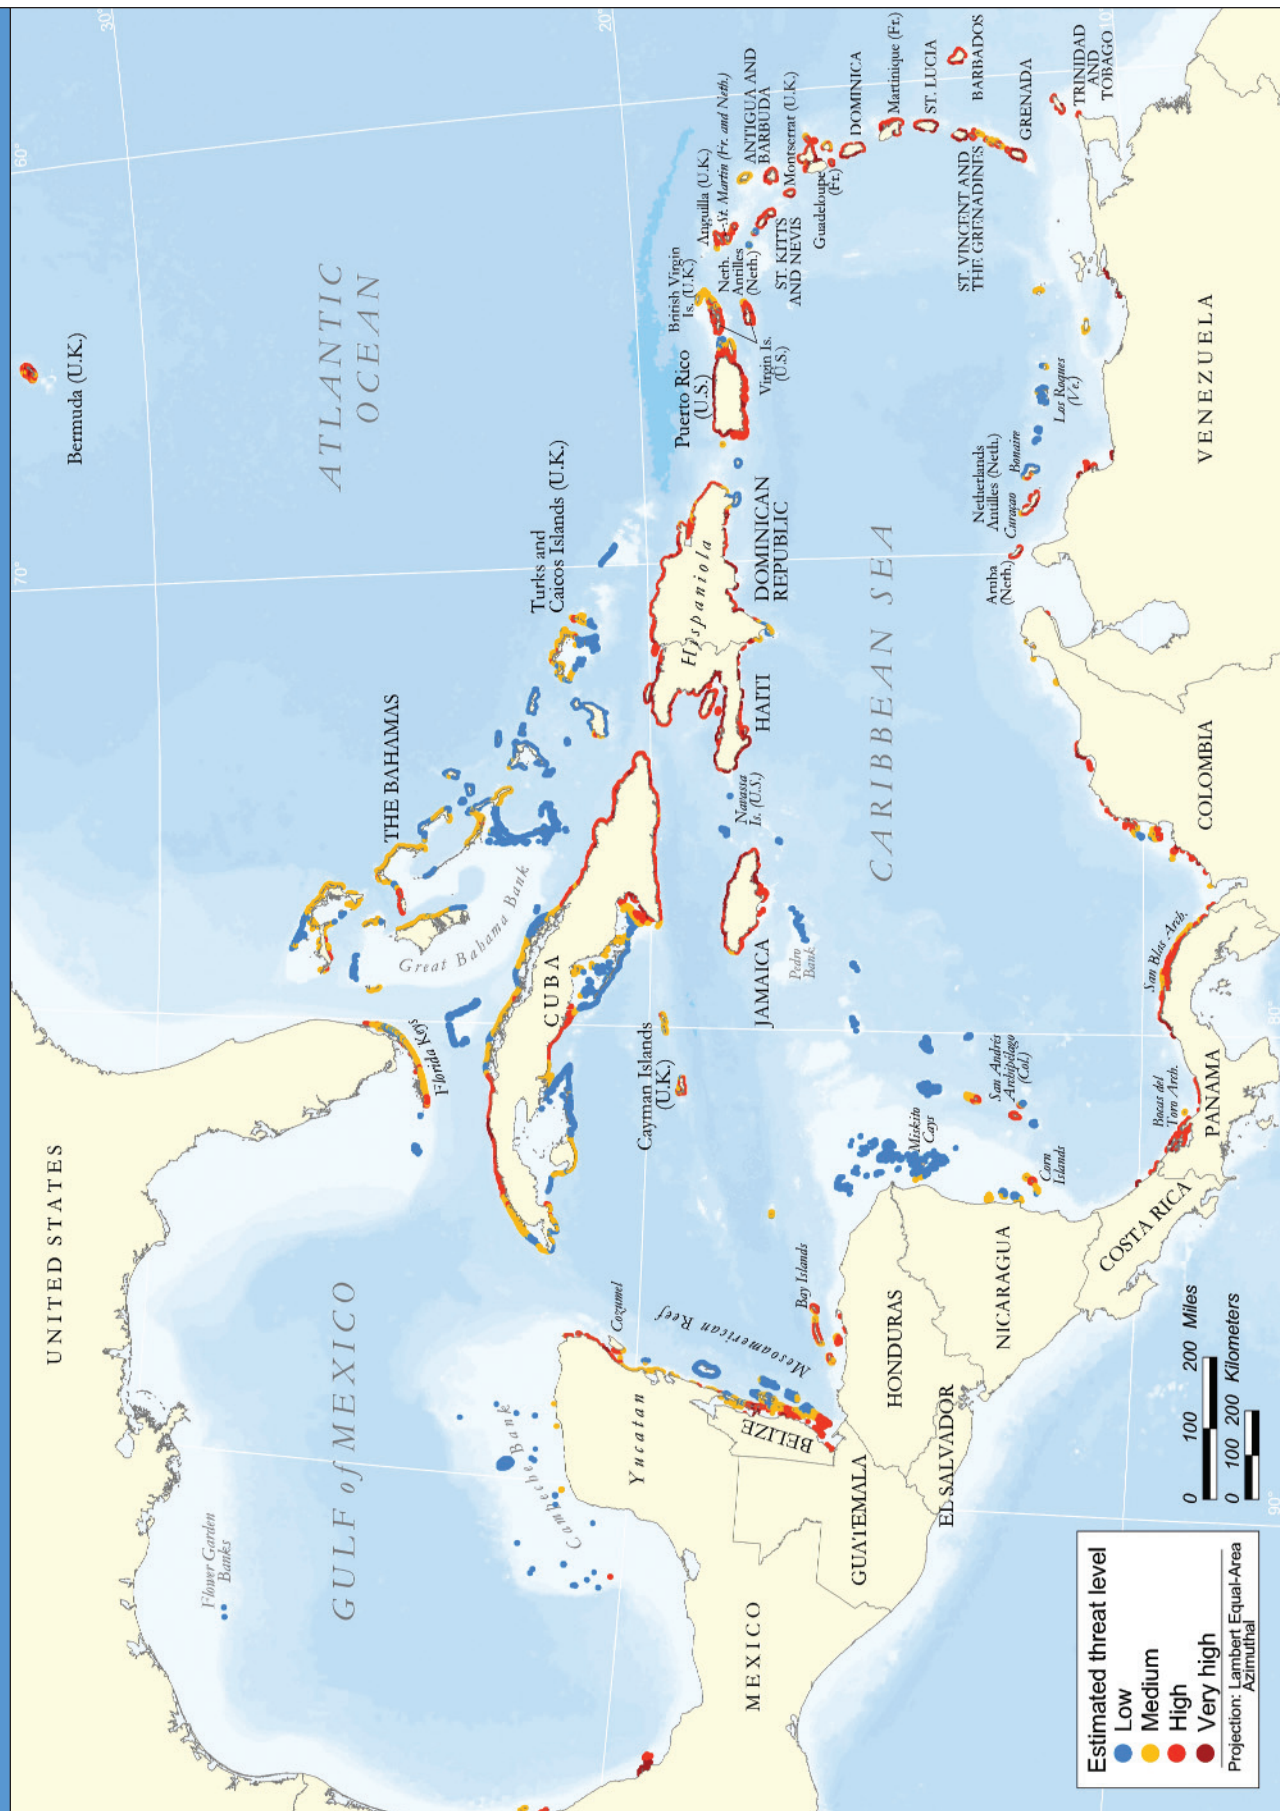 UNITED STATES
GULF of MEXICO
Flower Garden
Banks
Campeche Bank
MEXICO
Yucatan
Cozumel
Mesoamerican Reef
BELIZE
GUATEMALA
EL SALVADOR
HONDURAS
Bay Islands
NICARAGUA
COSTA RICA
PANAMA
Bocas del
Toro Arch.
San Blas Arch.
Corn
Islands
Miskito
Cays
San Andrés
Archipelago
(Col.)
Florida Keys
CUBA
Cayman Islands
(U.K.)
JAMAICA
Pedro
Bank
Navassa
Is. (U.S.)
THE BAHAMAS
Great Bahama Bank
Turks and
Caicos Islands (U.K.)
HAITI
Hispaniola
DOMINICAN
REPUBLIC
Puerto Rico
(U.S.)
Virgin Is.
(U.S.)
British Virgin
Is. (U.K.)
Anguilla (U.K.)
St. Martin (Fr. and Neth.)
Neth.
Antilles
(Neth.)
ST. KITTS
AND NEVIS
ANTIGUA AND
BARBUDA
Montserrat (U.K.)
Guadeloupe
(Fr.)
DOMINICA
Martinique (Fr.)
ST. LUCIA
BARBADOS
ST. VINCENT AND
THE GRENADINES
GRENADA
TRINIDAD
AND
TOBAGO
ATLANTIC
OCEAN
Bermuda (U.K.)
CARIBBEAN SEA
Aruba
(Neth.)
Netherlands
Antilles (Neth.)
Curaçao
Bonaire
Los Roques
(Ve.)
VENEZUELA
COLOMBIA
30°
20°
10°
60°
70°
80°
90°
0 100 200 Miles
0 100 200 Kilometers
Estimated threat level
Low
Medium
High
Very high
Projection: Lambert Equal-Area
Azimuthal